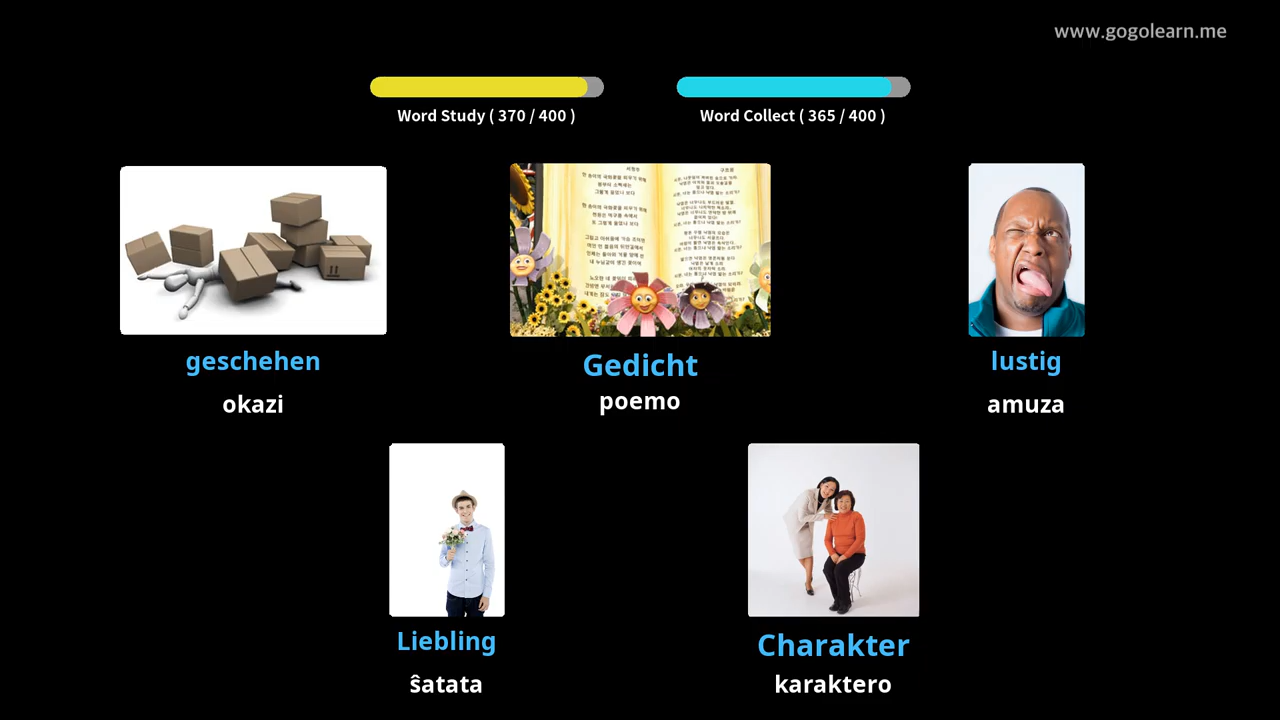 www.gogolearn.me
Word Study ( 370 / 400 )
Word Collect ( 365 / 400 )
geschehen
okazi
Gedicht
poemo
lustig
amuza
Liebling
ŝatata
Charakter
karaktero